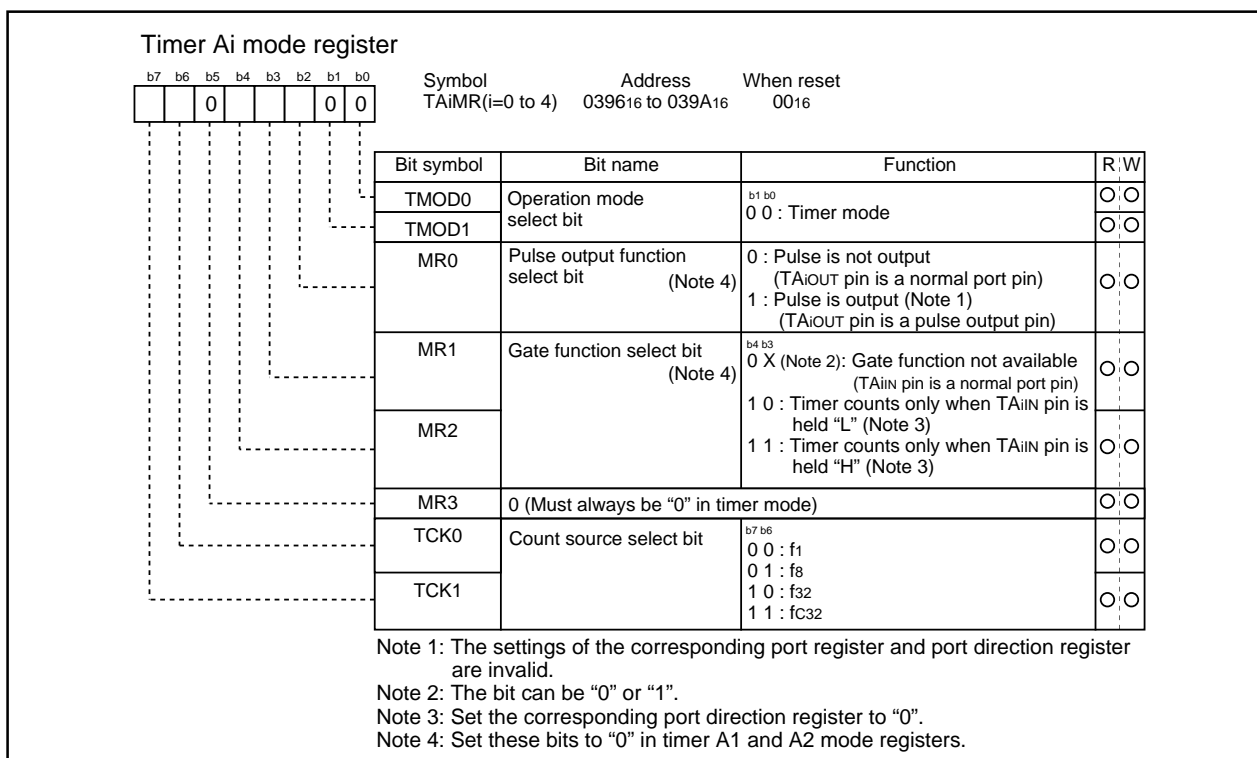 Timer Ai mode register
b7 b6 b5 b4 b3 b2 b1 b0
0 0 0
Symbol Address When reset
TAiMR(i=0 to 4) 039616 to 039A16 0016
Bit symbol Bit name Function R W
TMOD0 Operation mode b1 b0
TMOD1 select bit 0 0 : Timer mode
MR0 Pulse output function 0 : Pulse is not output
select bit (Note 4) (TAiOUT pin is a normal port pin)
1 : Pulse is output (Note 1)
(TAiOUT pin is a pulse output pin)
MR1 Gate function select bit b4 b3
(Note 4) 0 X (Note 2): Gate function not available
(TAiIN pin is a normal port pin)
1 0 : Timer counts only when TAiIN pin is
MR2 held “L” (Note 3)
1 1 : Timer counts only when TAiIN pin is
held “H” (Note 3)
MR3 0 (Must always be “0” in timer mode)
TCK0 Count source select bit b7 b6
0 0 : f1
0 1 : f8
TCK1 1 0 : f32
1 1 : fC32
Note 1: The settings of the corresponding port register and port direction register
are invalid.
Note 2: The bit can be “0” or “1”.
Note 3: Set the corresponding port direction register to “0”.
Note 4: Set these bits to “0” in timer A1 and A2 mode registers.